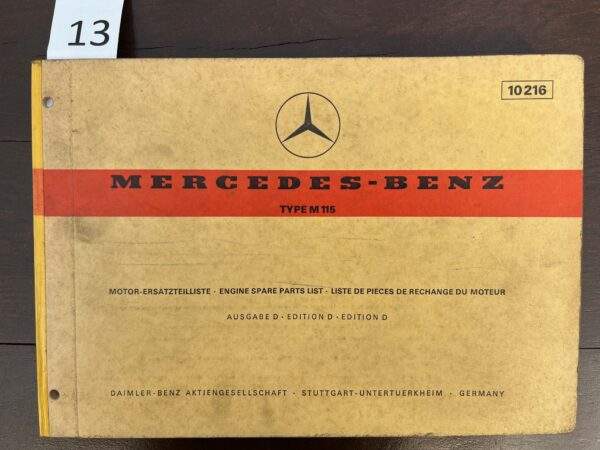 13
10216
MERCEDES-BENZ
TYPE M 115
MOTOR-ERSATZTEILLISTE · ENGINE SPARE PARTS LIST · LISTE DE PIECES DE RECHANGE DU MOTEUR
AUSGABE D · EDITION D · EDITION D
DAIMLER-BENZ AKTIENGESELLSCHAFT · STUTTGART-UNTERTUERKHEIM · GERMANY